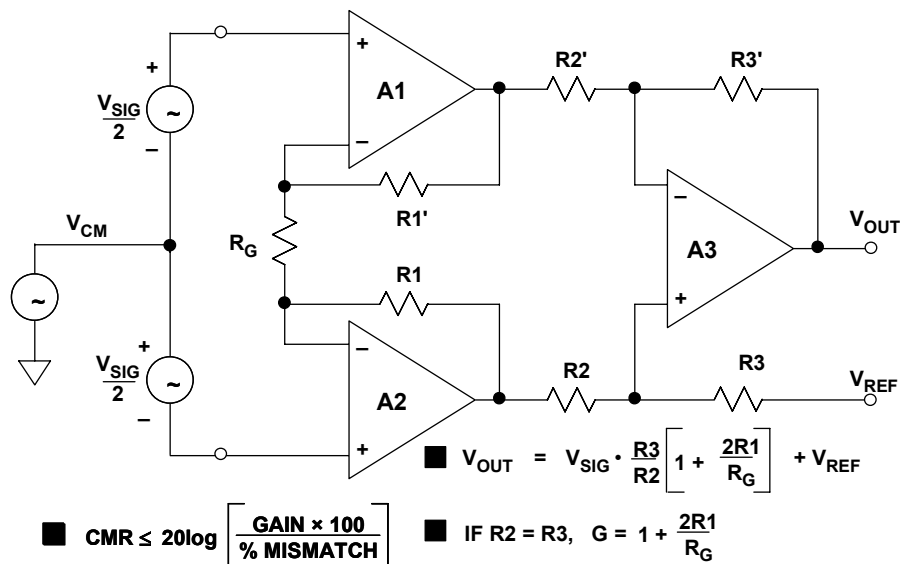 +
V_SIG
2
−
V_CM
+
V_SIG
2
−
+
A1
−
R1'
R_G
R1
−
A2
+
R2'
R3'
−
A3
+
V_OUT
R2
R3
V_REF
■ V_OUT = V_SIG • R3/R2 [1 + 2R1/R_G] + V_REF
■ CMR ≤ 20log [GAIN × 100 / % MISMATCH]
■ IF R2 = R3, G = 1 + 2R1/R_G